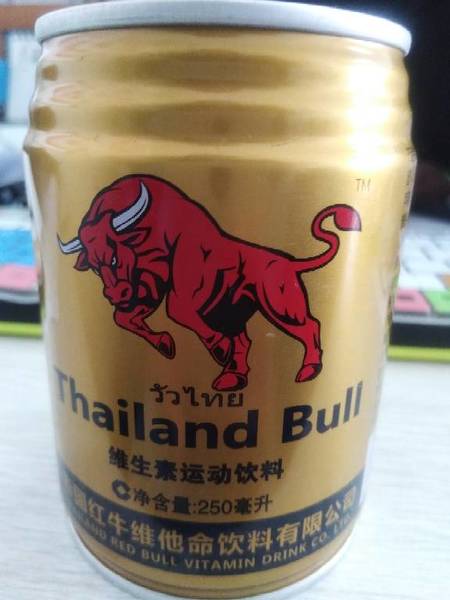 TM
วัวไทย
Thailand Bull
维生素运动饮料
净含量:250毫升
国红牛维他命饮料有限公司
RED BULL VITAMIN DRINK CO.